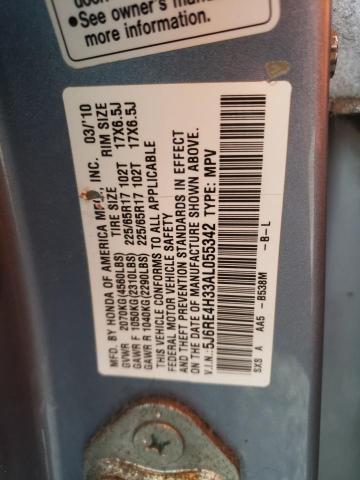 ●See owner's manua
more information.
MFD. BY HONDA OF AMERICA MFG., INC. 03/10
TIRE SIZE RIM SIZE
GVWR 2070KG(4560LBS) 225/65R17 102T 17X6.5J
GAWR F 1050KG(2310LBS) 225/65R17 102T 17X6.5J
GAWR R 1040KG(2290LBS)
THIS VEHICLE CONFORMS TO ALL APPLICABLE
FEDERAL MOTOR VEHICLE SAFETY
AND THEFT PREVENTION STANDARDS IN EFFECT
ON THE DATE OF MANUFACTURE SHOWN ABOVE.
V.I.N.: 5J6RE4H33AL055342 TYPE: MPV
SXS A AA5 -B538M -B-L